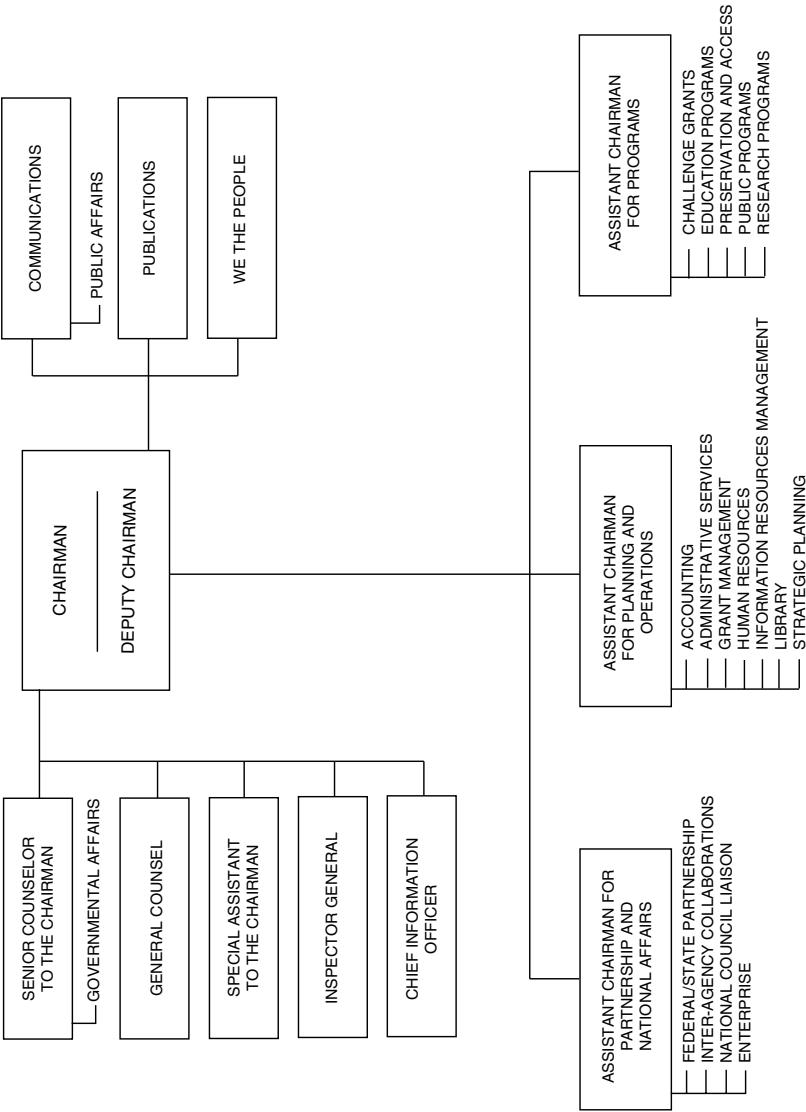 CHAIRMAN
DEPUTY CHAIRMAN
SENIOR COUNSELOR
TO THE CHAIRMAN
GOVERNMENTAL AFFAIRS
GENERAL COUNSEL
SPECIAL ASSISTANT
TO THE CHAIRMAN
INSPECTOR GENERAL
CHIEF INFORMATION
OFFICER
COMMUNICATIONS
PUBLIC AFFAIRS
PUBLICATIONS
WE THE PEOPLE
ASSISTANT CHAIRMAN FOR
PARTNERSHIP AND
NATIONAL AFFAIRS
FEDERAL/STATE PARTNERSHIP
INTER-AGENCY COLLABORATIONS
NATIONAL COUNCIL LIAISON
ENTERPRISE
ASSISTANT CHAIRMAN
FOR PLANNING AND
OPERATIONS
ACCOUNTING
ADMINISTRATIVE SERVICES
GRANT MANAGEMENT
HUMAN RESOURCES
INFORMATION RESOURCES MANAGEMENT
LIBRARY
STRATEGIC PLANNING
ASSISTANT CHAIRMAN
FOR PROGRAMS
CHALLENGE GRANTS
EDUCATION PROGRAMS
PRESERVATION AND ACCESS
PUBLIC PROGRAMS
RESEARCH PROGRAMS